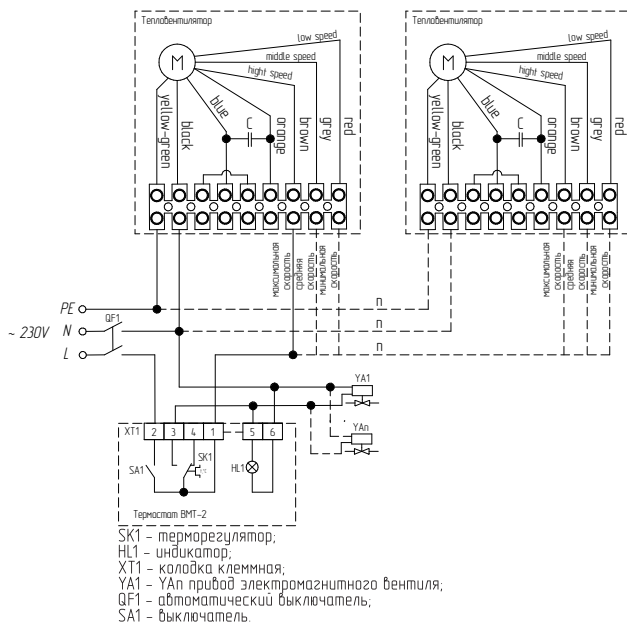 Тепловентилятор
M
low speed
middle speed
hight speed
yellow-green
black
blue
C
orange
brown
grey
red
максимальная
скорость
средняя
скорость
минимальная
скорость
Тепловентилятор
M
low speed
middle speed
hight speed
yellow-green
black
blue
C
orange
brown
grey
red
максимальная
скорость
средняя
скорость
минимальная
скорость
PE
n
~ 230V
QF1
N
n
L
n
YA1
YAn
XT1
2
3
4
1
5
6
SA1
SK1
t,°C
HL1
Термостат ВМТ-2
SK1 - терморегулятор;
HL1 - индикатор;
XT1 - колодка клеммная;
YA1 - YAn привод электромагнитного вентиля;
QF1 - автоматический выключатель;
SA1 - выключатель.